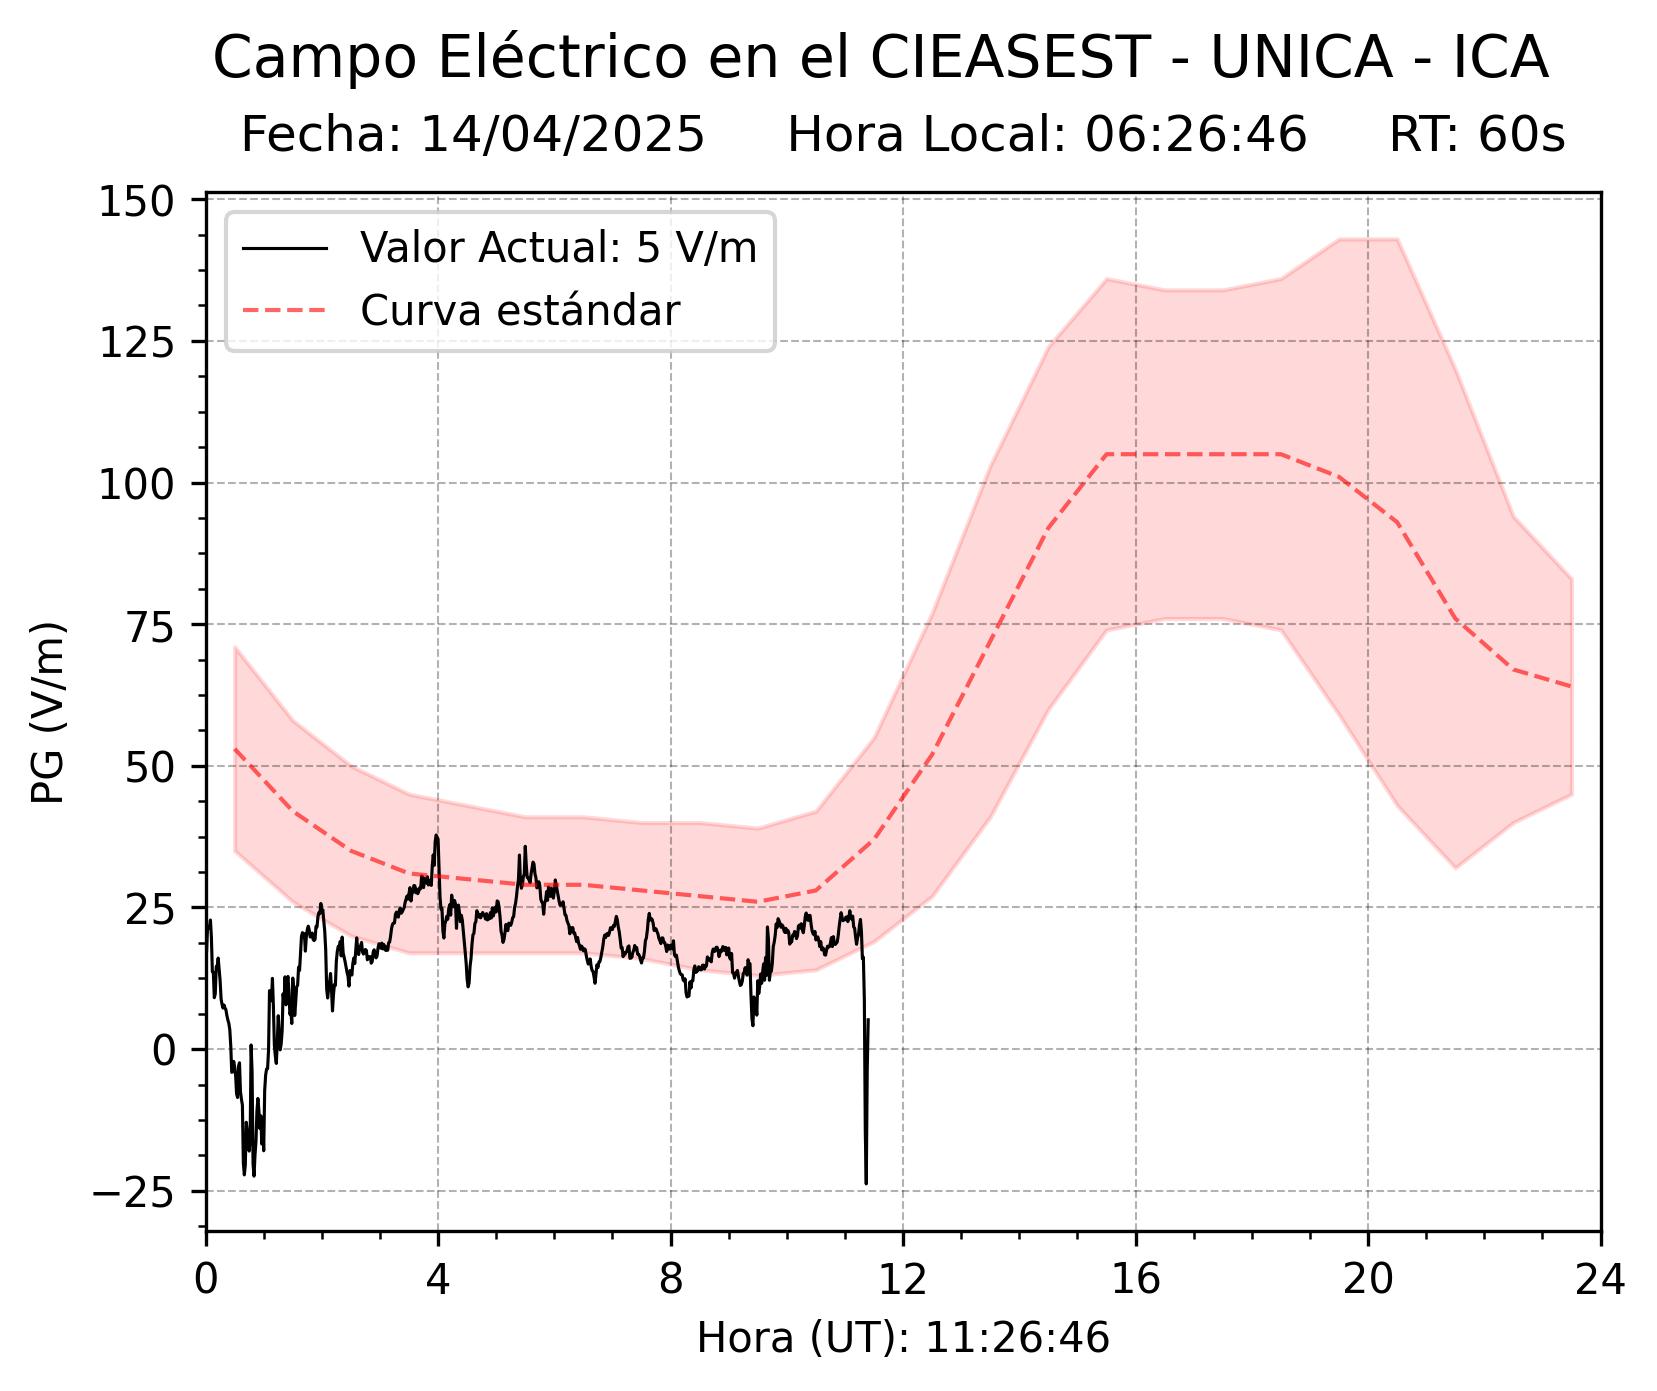 Campo Eléctrico en el CIEASEST - UNICA - ICA
Fecha: 14/04/2025 Hora Local: 06:26:46 RT: 60s
Valor Actual: 5 V/m
Curva estándar
150
125
100
75
50
25
0
−25
PG (V/m)
0 4 8 12 16 20 24
Hora (UT): 11:26:46